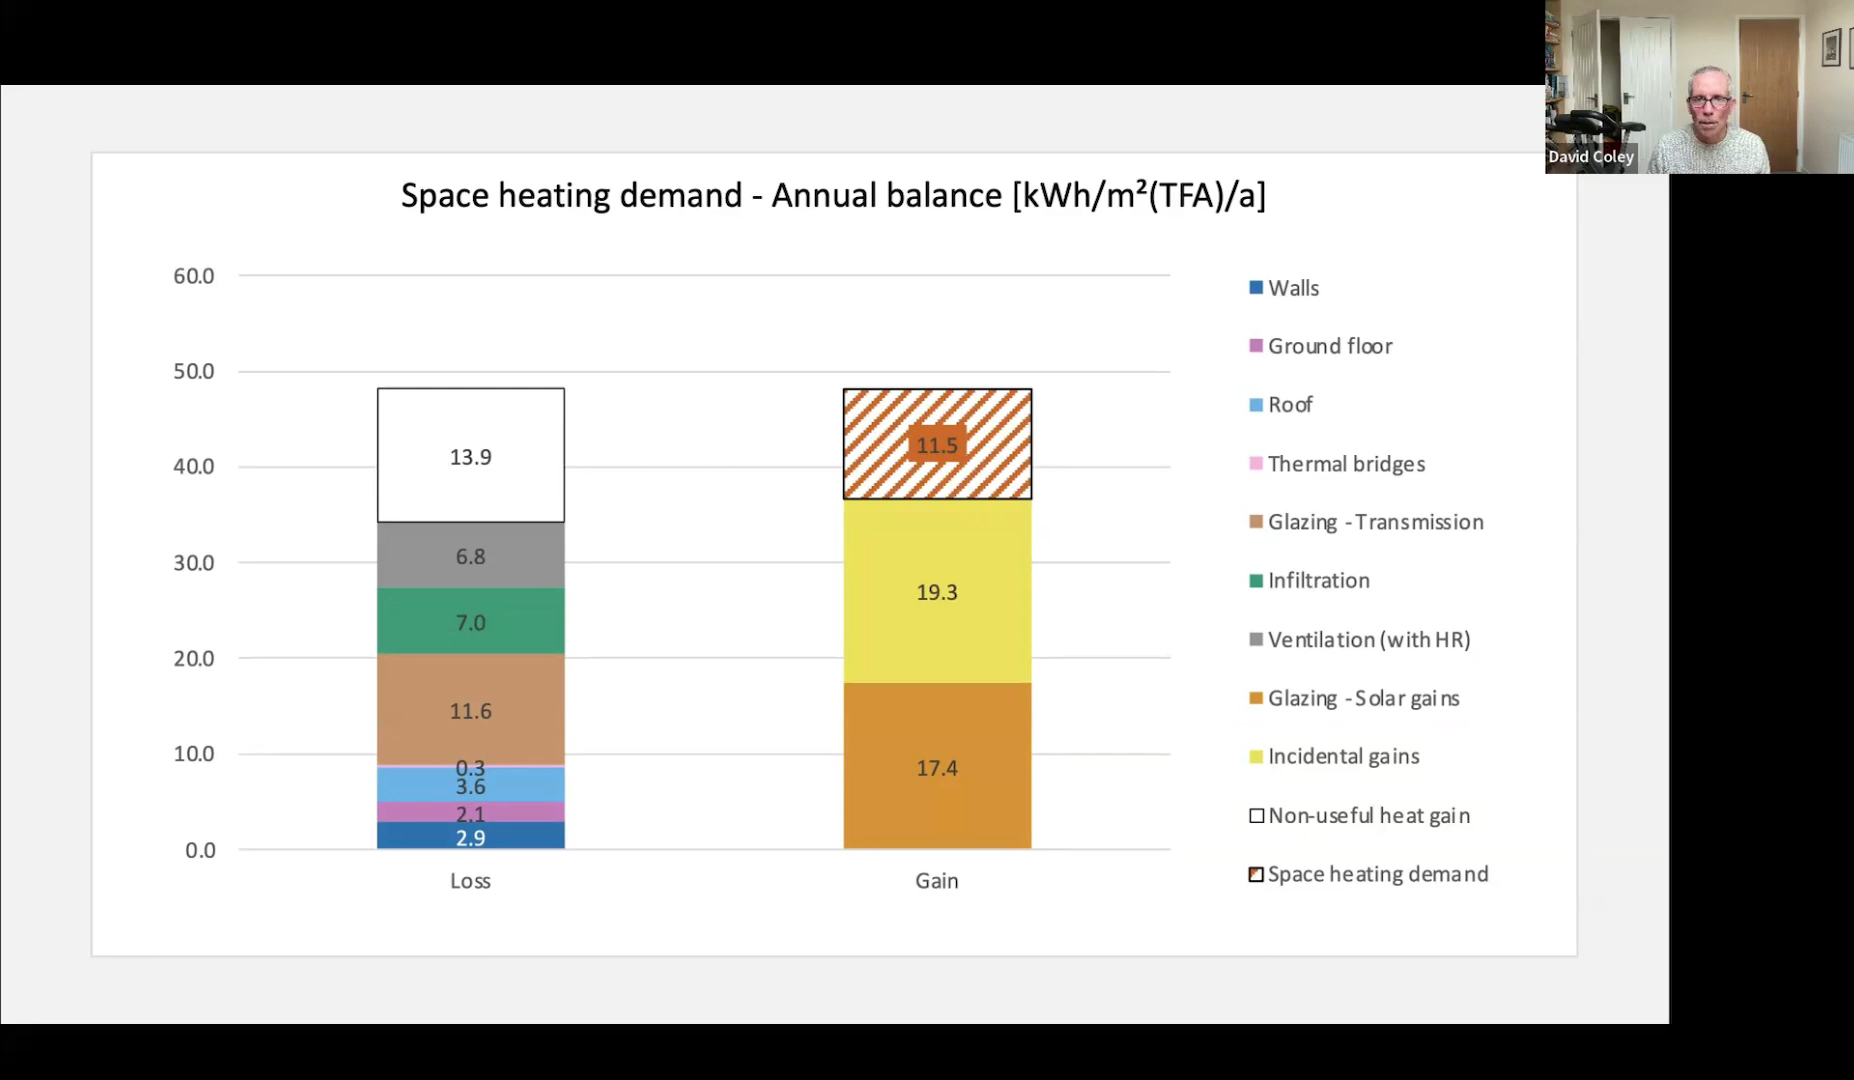 David Coley
Space heating demand - Annual balance [kWh/m²(TFA)/a]
60.0
50.0
40.0
30.0
20.0
10.0
0.0
13.9
6.8
7.0
11.6
0.3
3.6
2.1
2.9
11.5
19.3
17.4
Loss
Gain
Walls
Ground floor
Roof
Thermal bridges
Glazing - Transmission
Infiltration
Ventilation (with HR)
Glazing - Solar gains
Incidental gains
Non-useful heat gain
Space heating demand